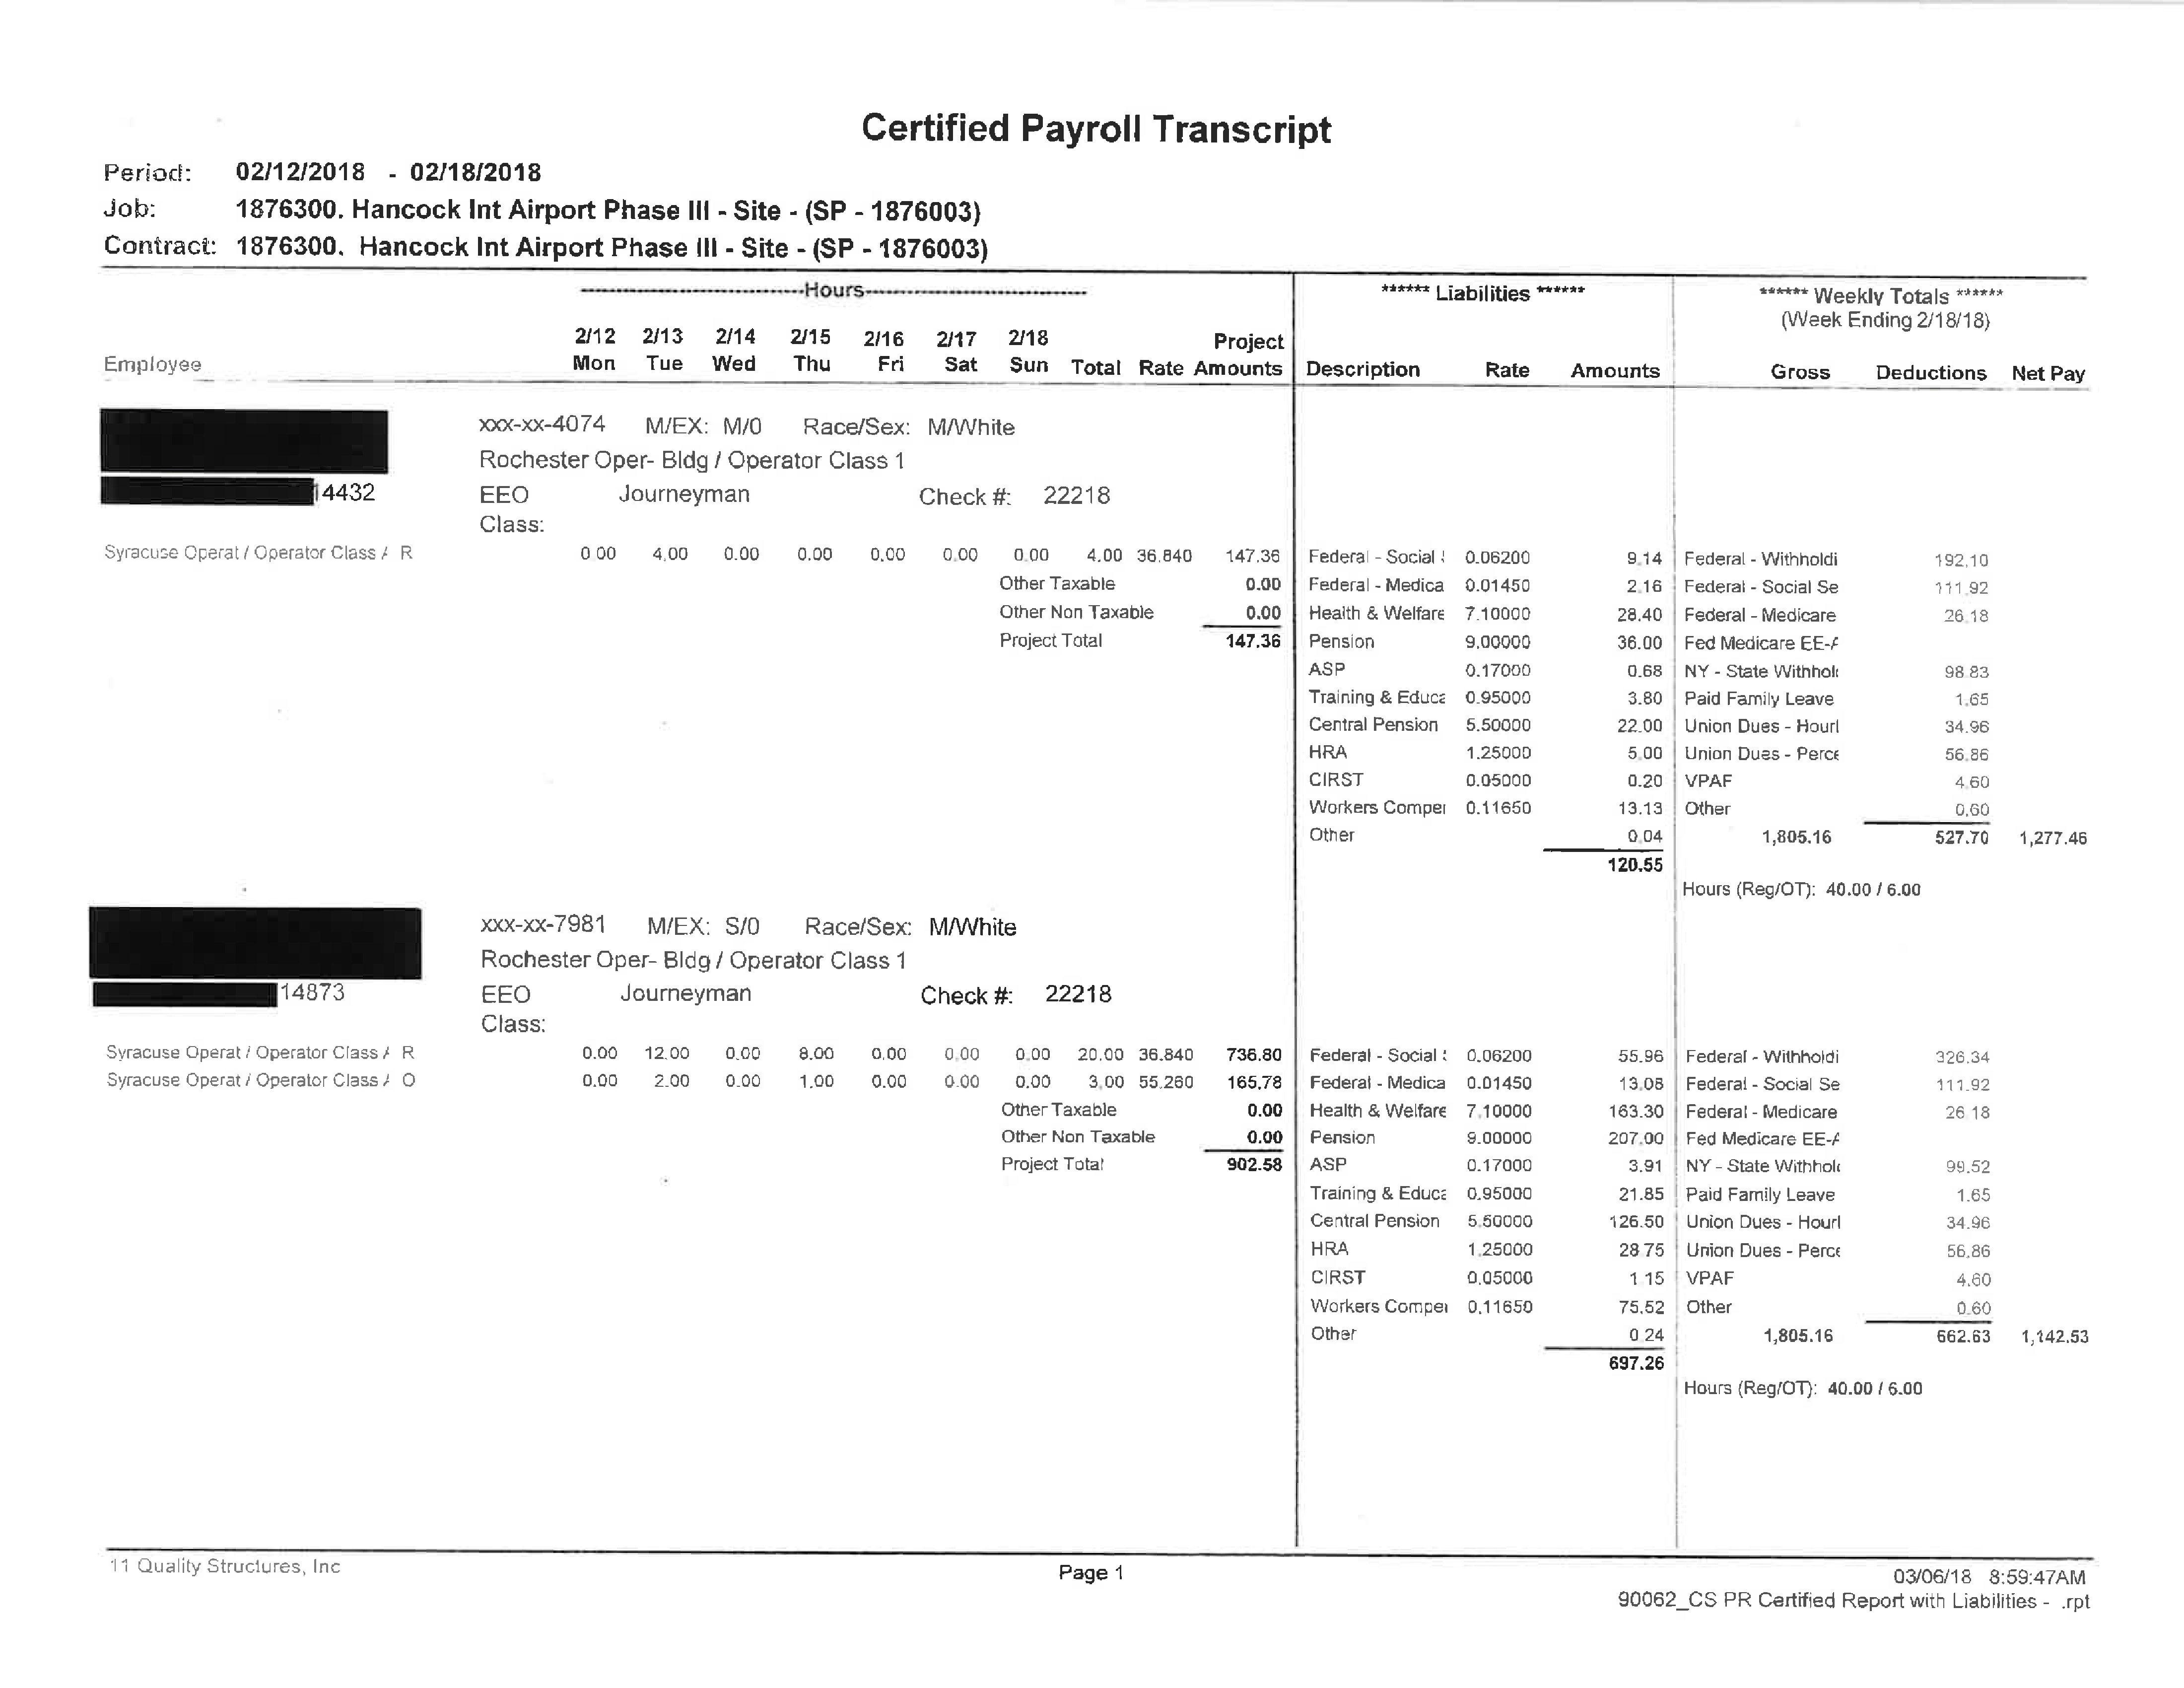 Certified Payroll Transcript
Period: 02/12/2018 - 02/18/2018
Job: 1876300. Hancock Int Airport Phase III - Site - (SP - 1876003)
Contract: 1876300. Hancock Int Airport Phase III - Site - (SP - 1876003)
Hours ****** Liabilities ****** ****** Weekly Totals ******
(Week Ending 2/18/18)
2/12 2/13 2/14 2/15 2/16 2/17 2/18 Project
Employee Mon Tue Wed Thu Fri Sat Sun Total Rate Amounts Description Rate Amounts Gross Deductions Net Pay
xxx-xx-4074 M/EX: M/0 Race/Sex: M/White
Rochester Oper- Bldg / Operator Class 1
4432 EEO Journeyman Check #: 22218
Class:
Syracuse Operat / Operator Class / R 0.00 4.00 0.00 0.00 0.00 0.00 0.00 4.00 36.840 147.36 Federal - Social 0.06200 9.14 Federal - Withholdi 192.10
Other Taxable 0.00 Federal - Medica 0.01450 2.16 Federal - Social Se 111.92
Other Non Taxable 0.00 Health & Welfare 7.10000 28.40 Federal - Medicare 26.18
Project Total 147.36 Pension 9.00000 36.00 Fed Medicare EE-/
ASP 0.17000 0.68 NY - State Withhol 98.83
Training & Educa 0.95000 3.80 Paid Family Leave 1.65
Central Pension 5.50000 22.00 Union Dues - Hourl 34.96
HRA 1.25000 5.00 Union Dues - Perce 56.86
CIRST 0.05000 0.20 VPAF 4.60
Workers Compe 0.11650 13.13 Other 0.60
Other 0.04 1,805.16 527.70 1,277.46
120.55
Hours (Reg/OT): 40.00 / 6.00
xxx-xx-7981 M/EX: S/0 Race/Sex: M/White
Rochester Oper- Bldg / Operator Class 1
14873 EEO Journeyman Check #: 22218
Class:
Syracuse Operat / Operator Class / R 0.00 12.00 0.00 8.00 0.00 0.00 0.00 20.00 36.840 736.80 Federal - Social 0.06200 55.96 Federal - Withholdi 326.34
Syracuse Operat / Operator Class / O 0.00 2.00 0.00 1.00 0.00 0.00 0.00 3.00 55.260 165.78 Federal - Medica 0.01450 13.08 Federal - Social Se 111.92
Other Taxable 0.00 Health & Welfare 7.10000 163.30 Federal - Medicare 26.18
Other Non Taxable 0.00 Pension 9.00000 207.00 Fed Medicare EE-/
Project Total 902.58 ASP 0.17000 3.91 NY - State Withhol 99.52
Training & Educa 0.95000 21.85 Paid Family Leave 1.65
Central Pension 5.50000 126.50 Union Dues - Hourl 34.96
HRA 1.25000 28.75 Union Dues - Perce 56.86
CIRST 0.05000 1.15 VPAF 4.60
Workers Compe 0.11650 75.52 Other 0.60
Other 0.24 1,805.16 662.63 1,142.53
697.26
Hours (Reg/OT): 40.00 / 6.00
11 Quality Structures, Inc Page 1 03/06/18 8:59:47AM
90062_CS PR Certified Report with Liabilities - .rpt